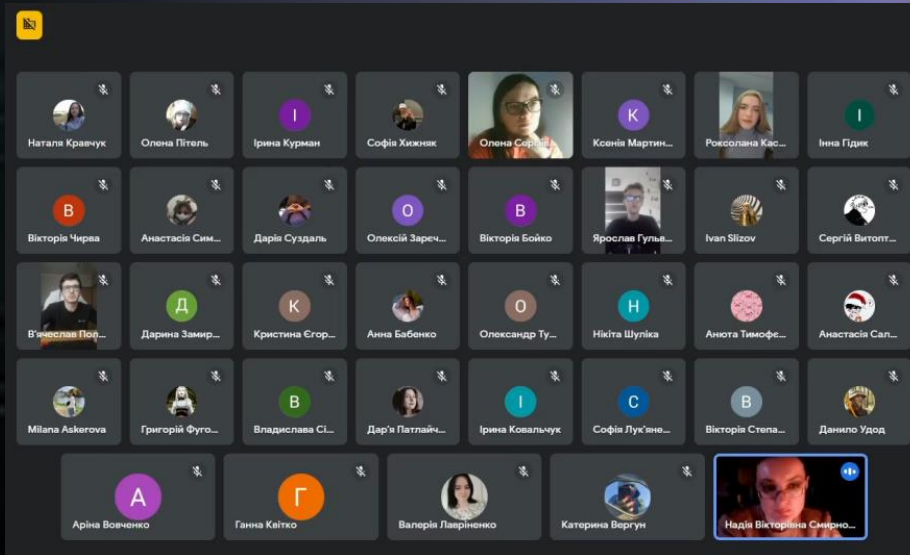 Наталя Кравчук
Олена Пітель
І
Ірина Курман
Софія Хижняк
Олена Сергі...
К
Ксенія Мартин...
Роксолана Кас...
І
Інна Гідик
В
Вікторія Чирва
Анастасія Сим...
Дарія Суздаль
О
Олексій Зареч...
В
Вікторія Бойко
Ярослав Гульв...
Ivan Slizov
Сергій Витопт...
В'ячеслав Пол...
Д
Дарина Замир...
К
Кристина Єгор...
Анна Бабенко
О
Олександр Ту...
Н
Нікіта Шуліка
Анюта Тимофє...
Анастасія Сал...
Milana Askerova
Григорій Фуго...
В
Владислава Сі...
Дар'я Патлайч...
І
Ірина Ковальчук
С
Софія Лук'яне...
В
Вікторія Степа...
Данило Удод
А
Аріна Вовченко
Г
Ганна Квітко
Валерія Лавріненко
Катерина Вергун
Надія Вікторівна Смирно...